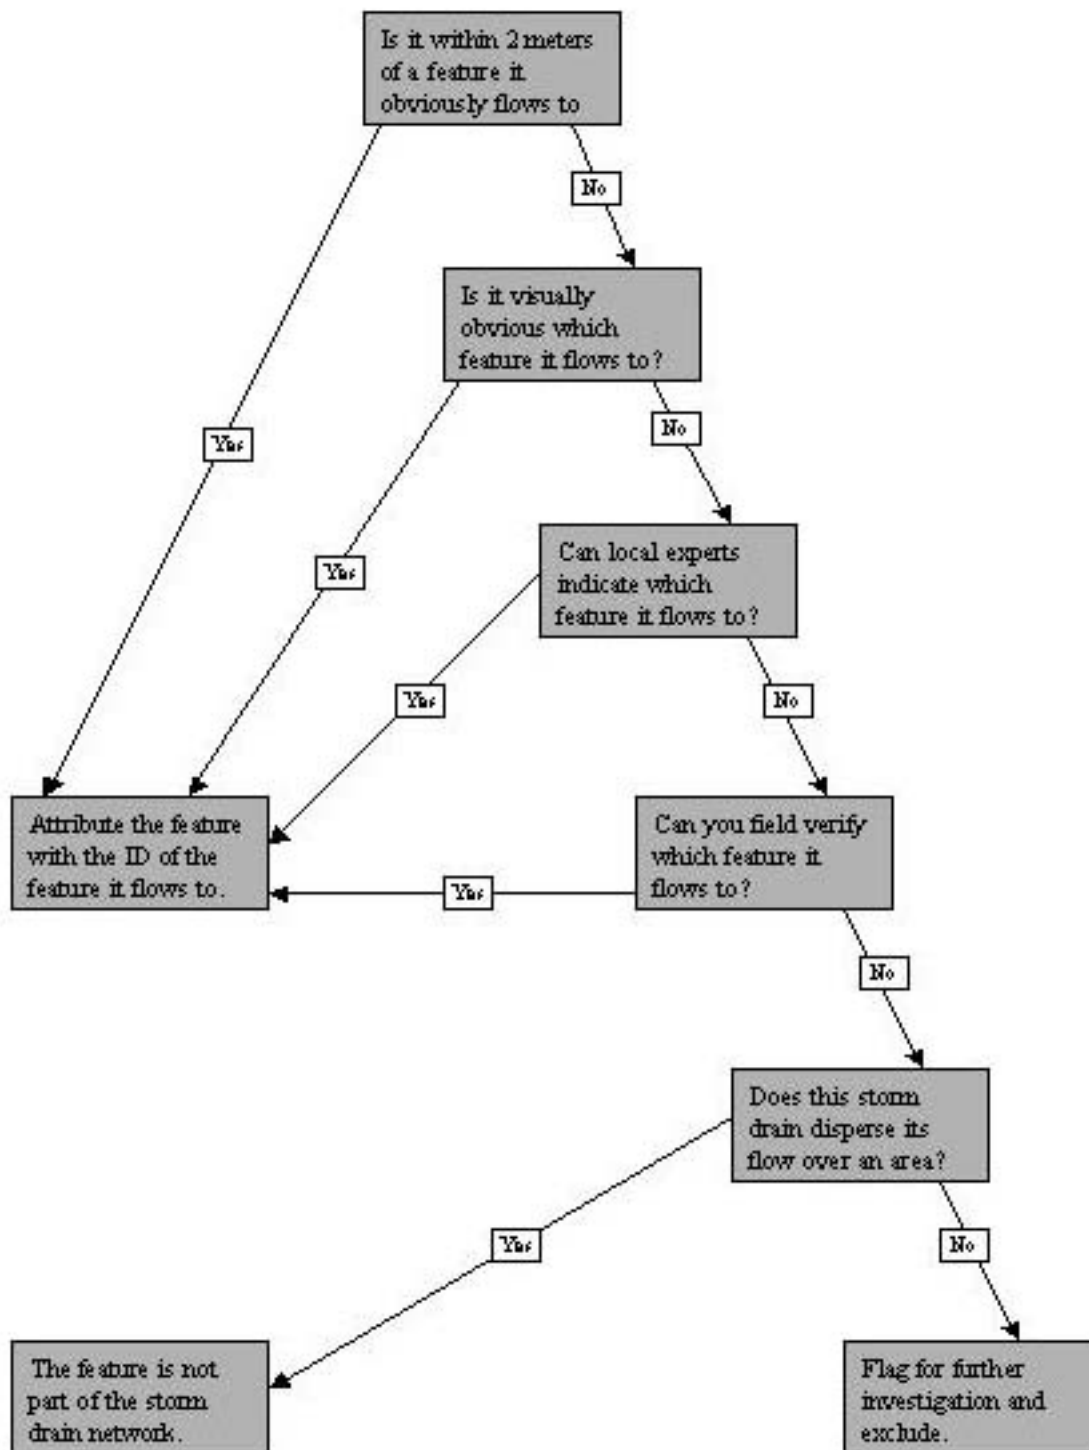 Is it within 2 meters
of a feature it
obviously flows to
No
Is it visually
obvious which
feature it flows to?
Yes
No
Can local experts
indicate which
feature it flows to?
Yes
Yes
No
Attribute the feature
with the ID of the
feature it flows to.
Can you field verify
which feature it
flows to?
Yes
No
Does this storm
drain disperse its
flow over an area?
Yes
No
The feature is not
part of the storm
drain network.
Flag for further
investigation and
exclude.